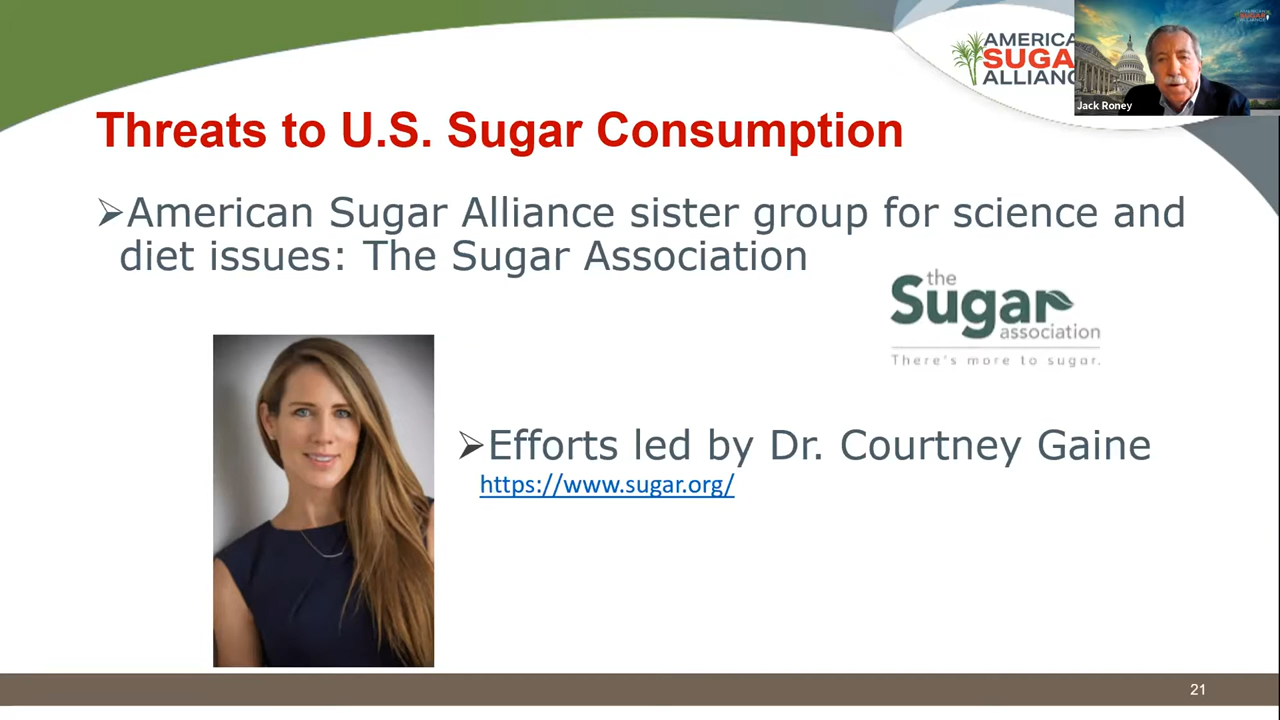 AMERICA
SUGA
ALLIANC
Jack Roney
Threats to U.S. Sugar Consumption
➢American Sugar Alliance sister group for science and
diet issues: The Sugar Association
the
Sugar
association
There's more to sugar.
➢Efforts led by Dr. Courtney Gaine
https://www.sugar.org/
21